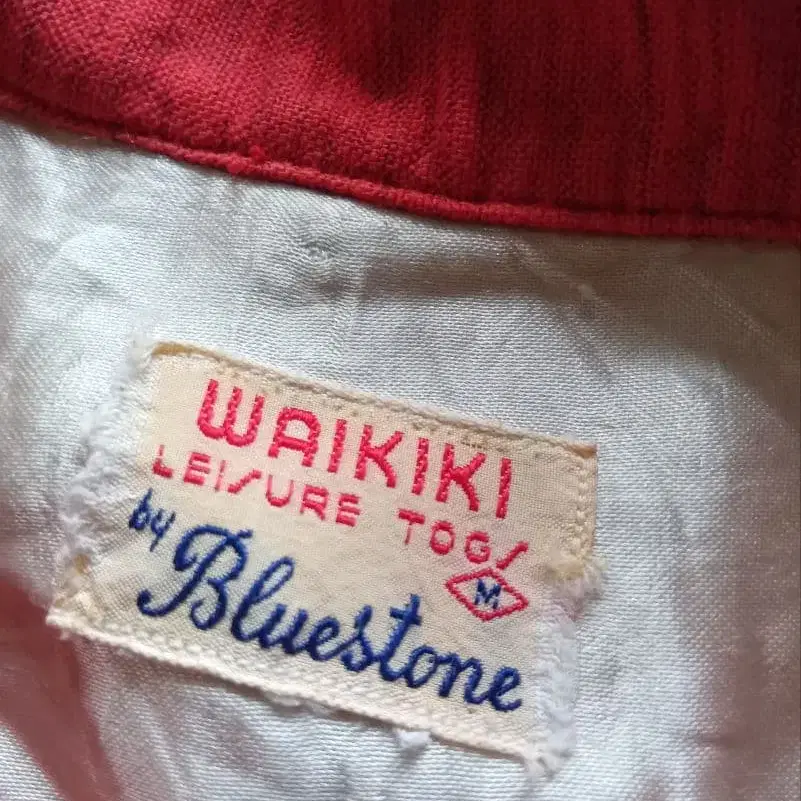 WAIKIKI
LEISURE TOGS
M
by Bluestone